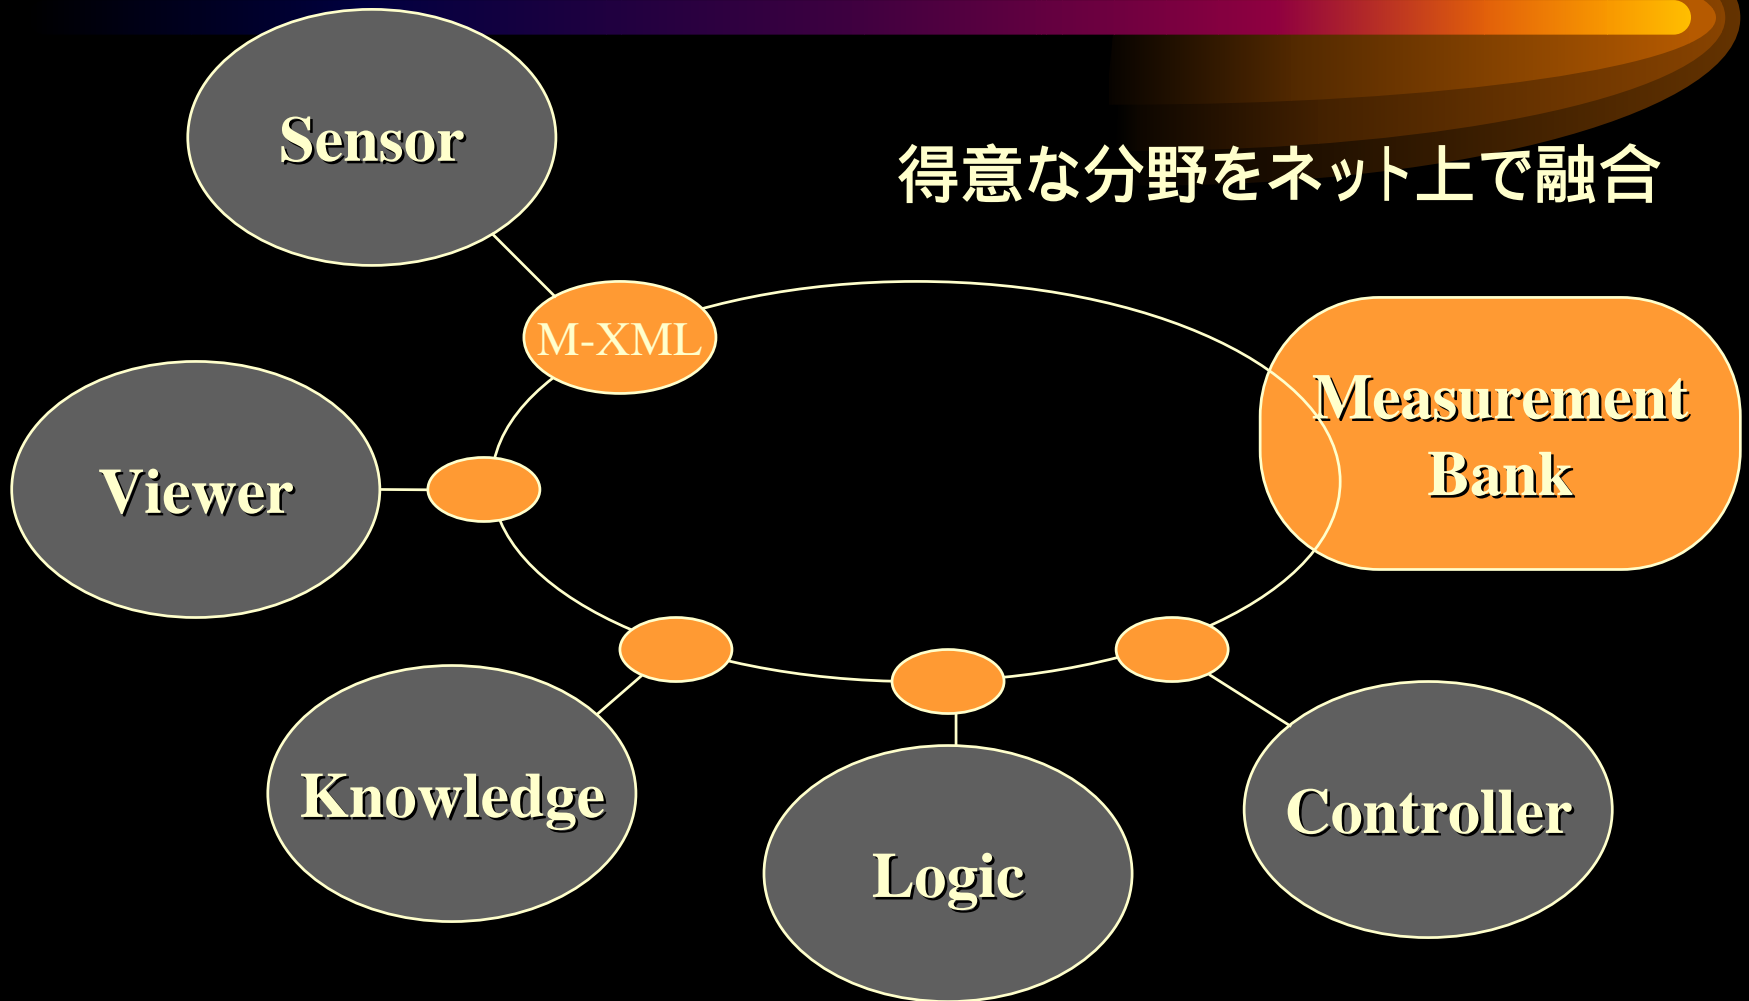 Sensor
得意な分野をネット上で融合
M-XML
Measurement
Bank
Viewer
Knowledge
Controller
Logic